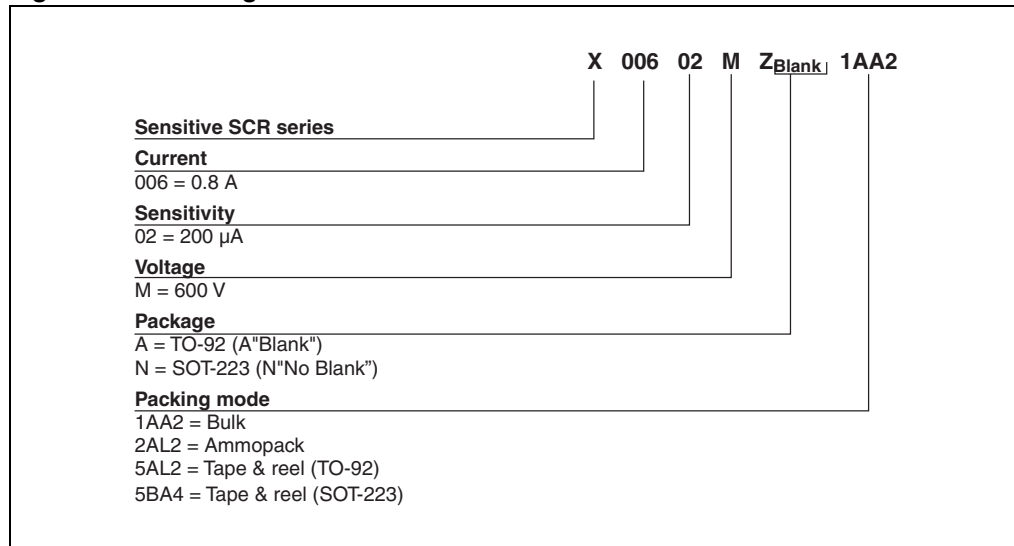 X 006 02 M Z Blank 1AA2
Sensitive SCR series
Current
006 = 0.8 A
Sensitivity
02 = 200 µA
Voltage
M = 600 V
Package
A = TO-92 (A"Blank")
N = SOT-223 (N"No Blank”)
Packing mode
1AA2 = Bulk
2AL2 = Ammopack
5AL2 = Tape & reel (TO-92)
5BA4 = Tape & reel (SOT-223)